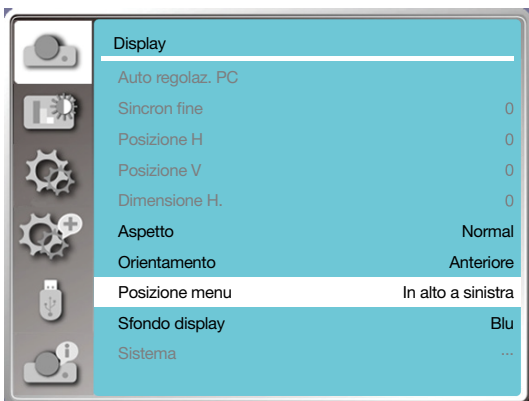 Display
Auto regolaz. PC
Sincron fine 0
Posizione H 0
Posizione V 0
Dimensione H. 0
Aspetto Normal
Orientamento Anteriore
Posizione menu In alto a sinistra
Sfondo display Blu
Sistema ...